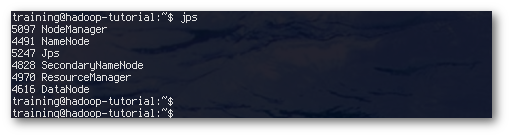 training@hadoop-tutorial:~$ jps
5097 NodeManager
4491 NameNode
5247 Jps
4828 SecondaryNameNode
4970 ResourceManager
4616 DataNode
training@hadoop-tutorial:~$
training@hadoop-tutorial:~$